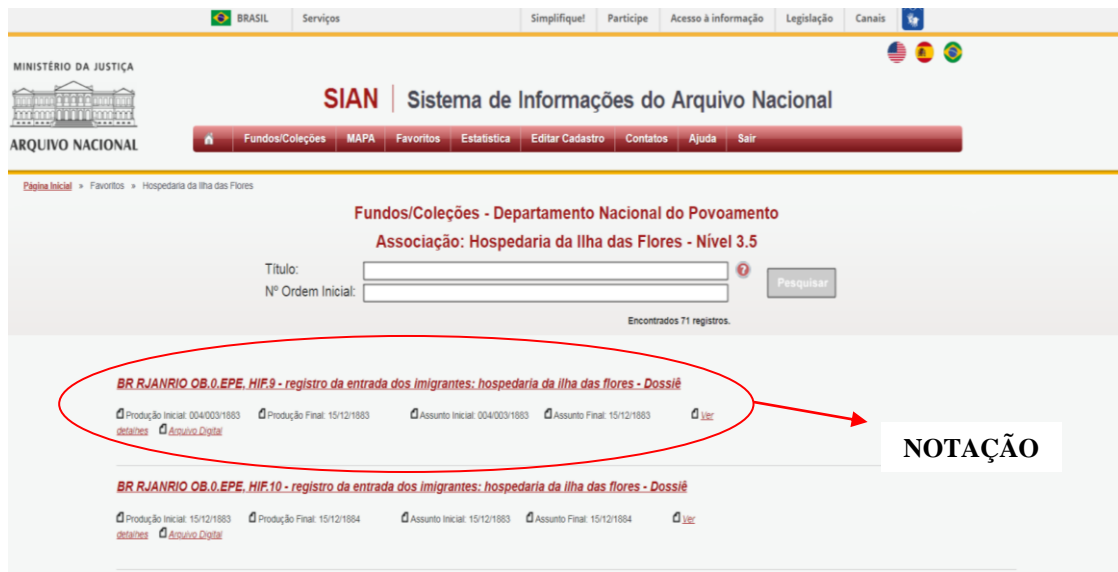 BRASIL Serviços Simplifique! Participe Acesso à informação Legislação Canais
MINISTÉRIO DA JUSTIÇA
ARQUIVO NACIONAL
SIAN | Sistema de Informações do Arquivo Nacional
Fundos/Coleções MAPA Favoritos Estatística Editar Cadastro Contatos Ajuda Sair
Página Inicial » Favoritos » Hospedaria da Ilha das Flores
Fundos/Coleções - Departamento Nacional do Povoamento
Associação: Hospedaria da Ilha das Flores - Nível 3.5
Título:
?
Nº Ordem Inicial:
Pesquisar
Encontrados 71 registros.
BR RJANRIO OB.0.EPE, HIF.9 - registro da entrada dos imigrantes: hospedaria da ilha das flores - Dossiê
Produção Inicial: 004/003/1883 Produção Final: 15/12/1883 Assunto Inicial: 004/003/1883 Assunto Final: 15/12/1883 Ver
detalhes Arquivo Digital
NOTAÇÃO
BR RJANRIO OB.0.EPE, HIF.10 - registro da entrada dos imigrantes: hospedaria da ilha das flores - Dossiê
Produção Inicial: 15/12/1883 Produção Final: 15/12/1884 Assunto Inicial: 15/12/1883 Assunto Final: 15/12/1884 Ver
detalhes Arquivo Digital